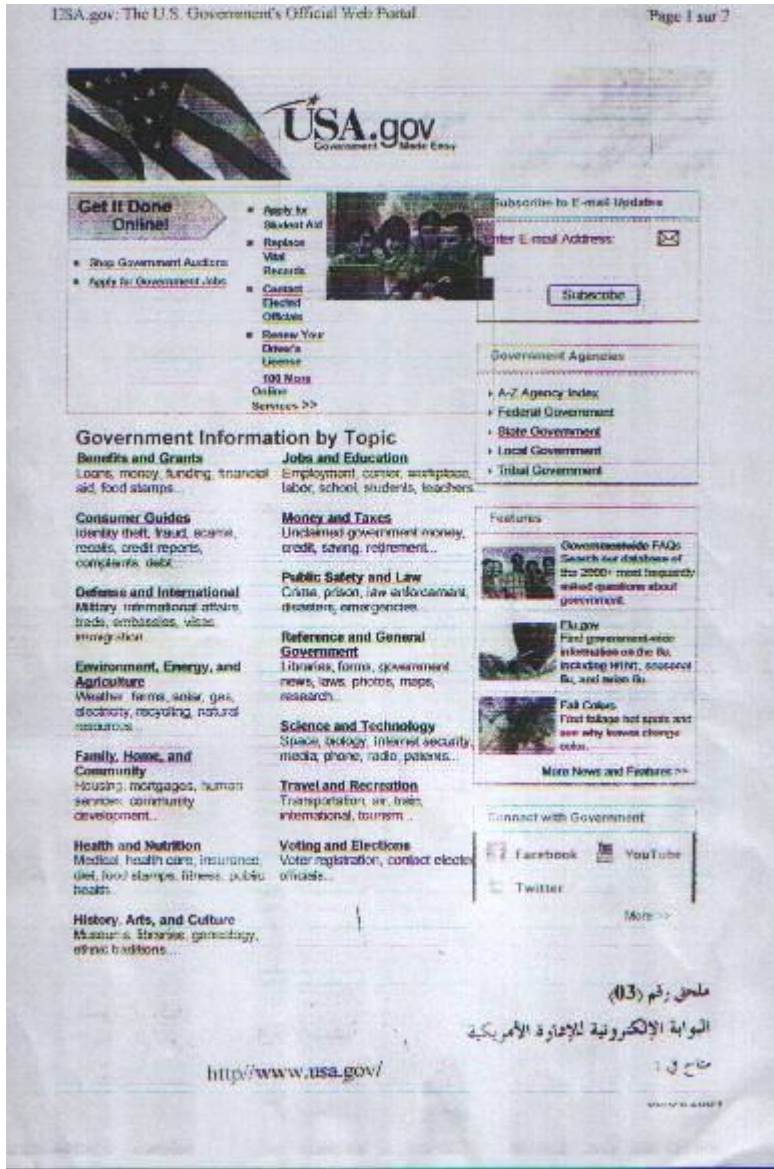 USA.gov: The U.S. Government's Official Web Portal
Page 1 sur 2
USA.gov
Government Made Easy
Get It Done
Online!
Shop Government Auctions
Apply for Government Jobs
Apply for
Student Aid
Replace
Vital
Records
Contact
Elected
Officials
Renew Your
Driver's
License
100 More
Online
Services >>
Subscribe to E-mail Updates
Enter E-mail Address:
Subscribe
Government Agencies
A-Z Agency Index
Federal Government
State Government
Local Government
Tribal Government
Government Information by Topic
Benefits and Grants
Loans, money, funding, financial
aid, food stamps...
Consumer Guides
Identity theft, fraud, scams,
recalls, credit reports,
complaints, debt
Defense and International
Military, international affairs,
trade, embassies, visas,
immigration
Environment, Energy, and
Agriculture
Weather, farms, solar, gas,
electricity, recycling, natural
resources...
Family, Home, and
Community
Housing, mortgages, human
services, community
development...
Health and Nutrition
Medical, health care, insurance,
diet, food stamps, fitness, public
health...
History, Arts, and Culture
Museums, libraries, genealogy,
ethnic traditions...
Jobs and Education
Employment, career, workplace,
labor, school, students, teachers...
Money and Taxes
Unclaimed government money,
credit, saving, retirement...
Public Safety and Law
Crime, prison, law enforcement,
disasters, emergencies...
Reference and General
Government
Libraries, forms, government
news, laws, photos, maps,
research...
Science and Technology
Space, biology, Internet security,
media, phone, radio, patents...
Travel and Recreation
Transportation, air, train,
international, tourism...
Voting and Elections
Voter registration, contact elected
officials...
Features
Governmentwide FAQs
Search our database of
the 2000+ most frequently
asked questions about
government.
Flu.gov
Find government-wide
information on the flu,
including H1N1, seasonal
flu, and avian flu.
Fall Colors
Find foliage hot spots and
see why leaves change
color.
More News and Features >>
Connect with Government
Facebook
YouTube
Twitter
More >>
ملحق رقم (03)
البوابة الإلكترونية للإدارة الأمريكية
متاح في :
http//www.usa.gov/